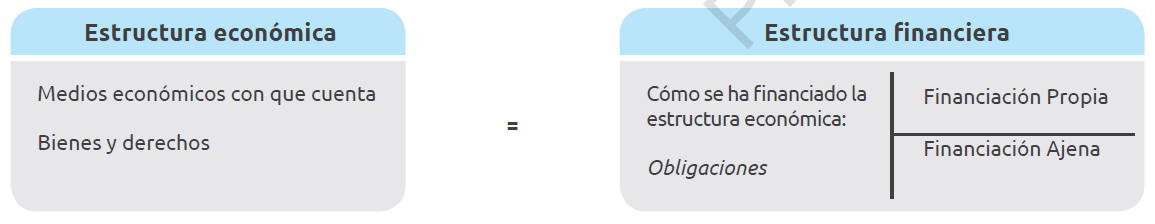 Estructura económica
Medios económicos con que cuenta
Bienes y derechos
=
Estructura financiera
Cómo se ha financiado la
estructura económica:
Obligaciones
Financiación Propia
Financiación Ajena